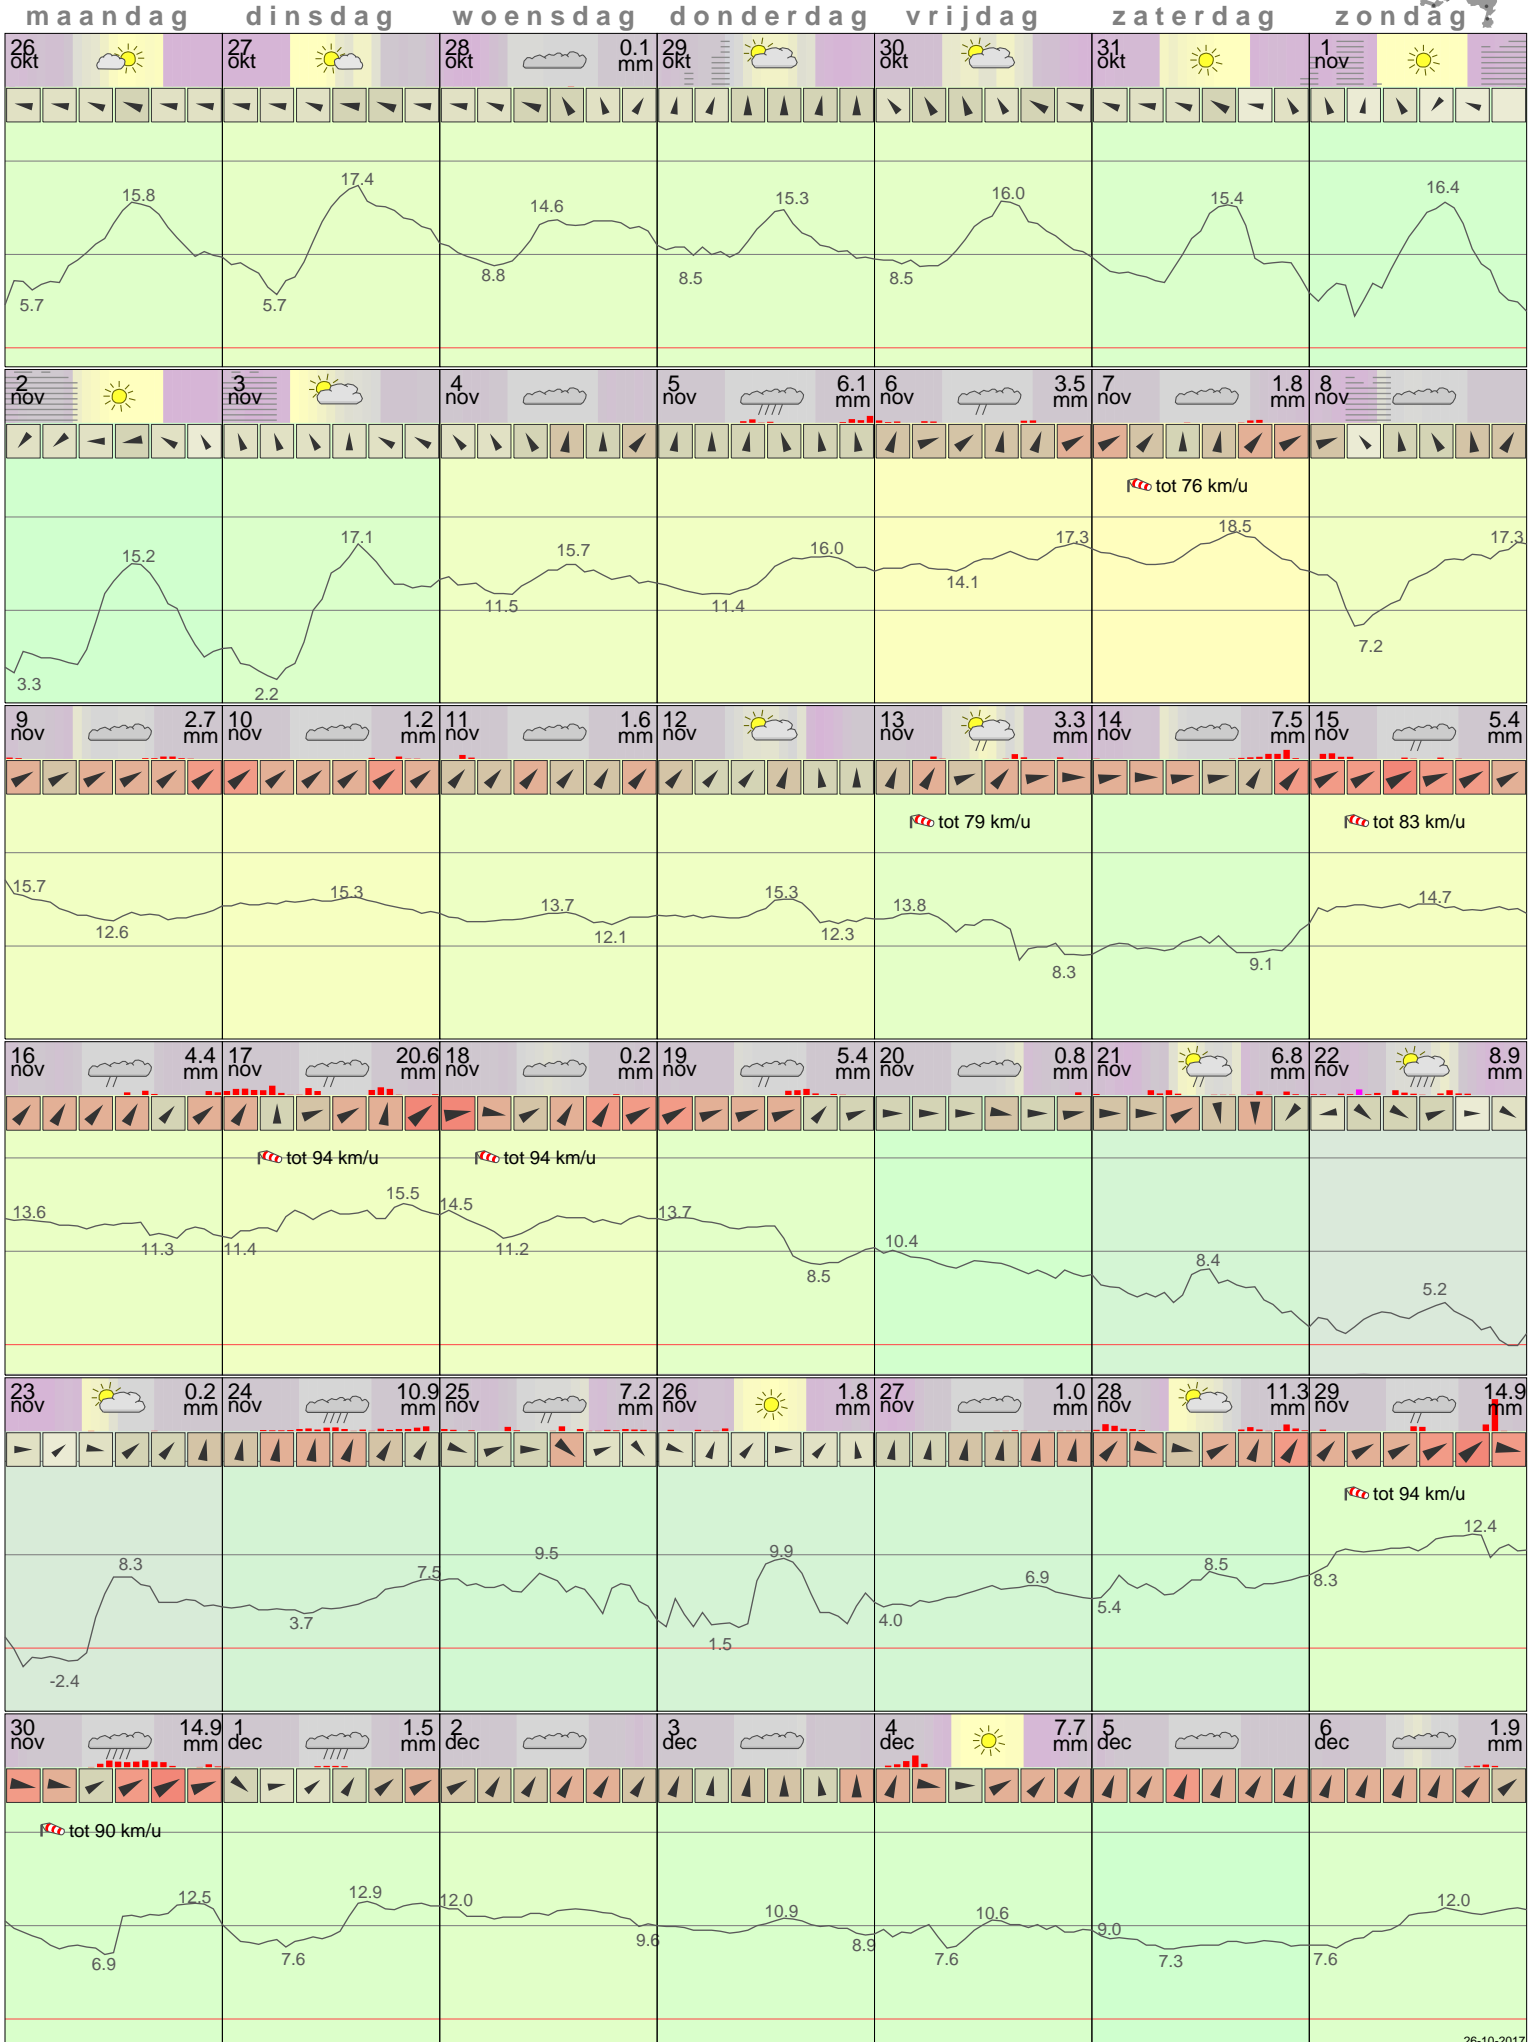 maandag dinsdag woensdag donderdag vrijdag zaterdag zondag
26 okt 27 okt 28 okt 0.1 mm 29 okt 30 okt 31 okt 1 nov
15.8 17.4 14.6 15.3 16.0 15.4 16.4
5.7 5.7 8.8 8.5 8.5
2 nov 3 nov 4 nov 5 nov 6.1 mm 6 nov 3.5 mm 7 nov 1.8 mm 8 nov
tot 76 km/u
15.2 17.1 15.7 16.0 17.3 18.5 17.3
3.3 2.2 11.5 11.4 14.1 7.2
9 nov 2.7 mm 10 nov 1.2 mm 11 nov 1.6 mm 12 nov 13 nov 3.3 mm 14 nov 7.5 mm 15 nov 5.4 mm
tot 79 km/u tot 83 km/u
15.7 15.3 13.7 15.3 13.8 14.7
12.6 12.1 12.3 8.3 9.1
16 nov 4.4 mm 17 nov 20.6 mm 18 nov 0.2 mm 19 nov 5.4 mm 20 nov 0.8 mm 21 nov 6.8 mm 22 nov 8.9 mm
tot 94 km/u tot 94 km/u
13.6 15.5 14.5 13.7 10.4 8.4 5.2
11.3 11.4 11.2 8.5
23 nov 0.2 mm 24 nov 10.9 mm 25 nov 7.2 mm 26 nov 1.8 mm 27 nov 1.0 mm 28 nov 11.3 mm 29 nov 14.9 mm
tot 94 km/u
8.3 7.5 9.5 9.9 6.9 8.5 12.4
-2.4 3.7 1.5 4.0 5.4 8.3
30 nov 14.9 mm 1 dec 1.5 mm 2 dec 3 dec 4 dec 7.7 mm 5 dec 6 dec 1.9 mm
tot 90 km/u
12.5 12.9 12.0 10.9 10.6 9.0 12.0
6.9 7.6 9.6 8.9 7.6 7.3 7.6
26-10-2017